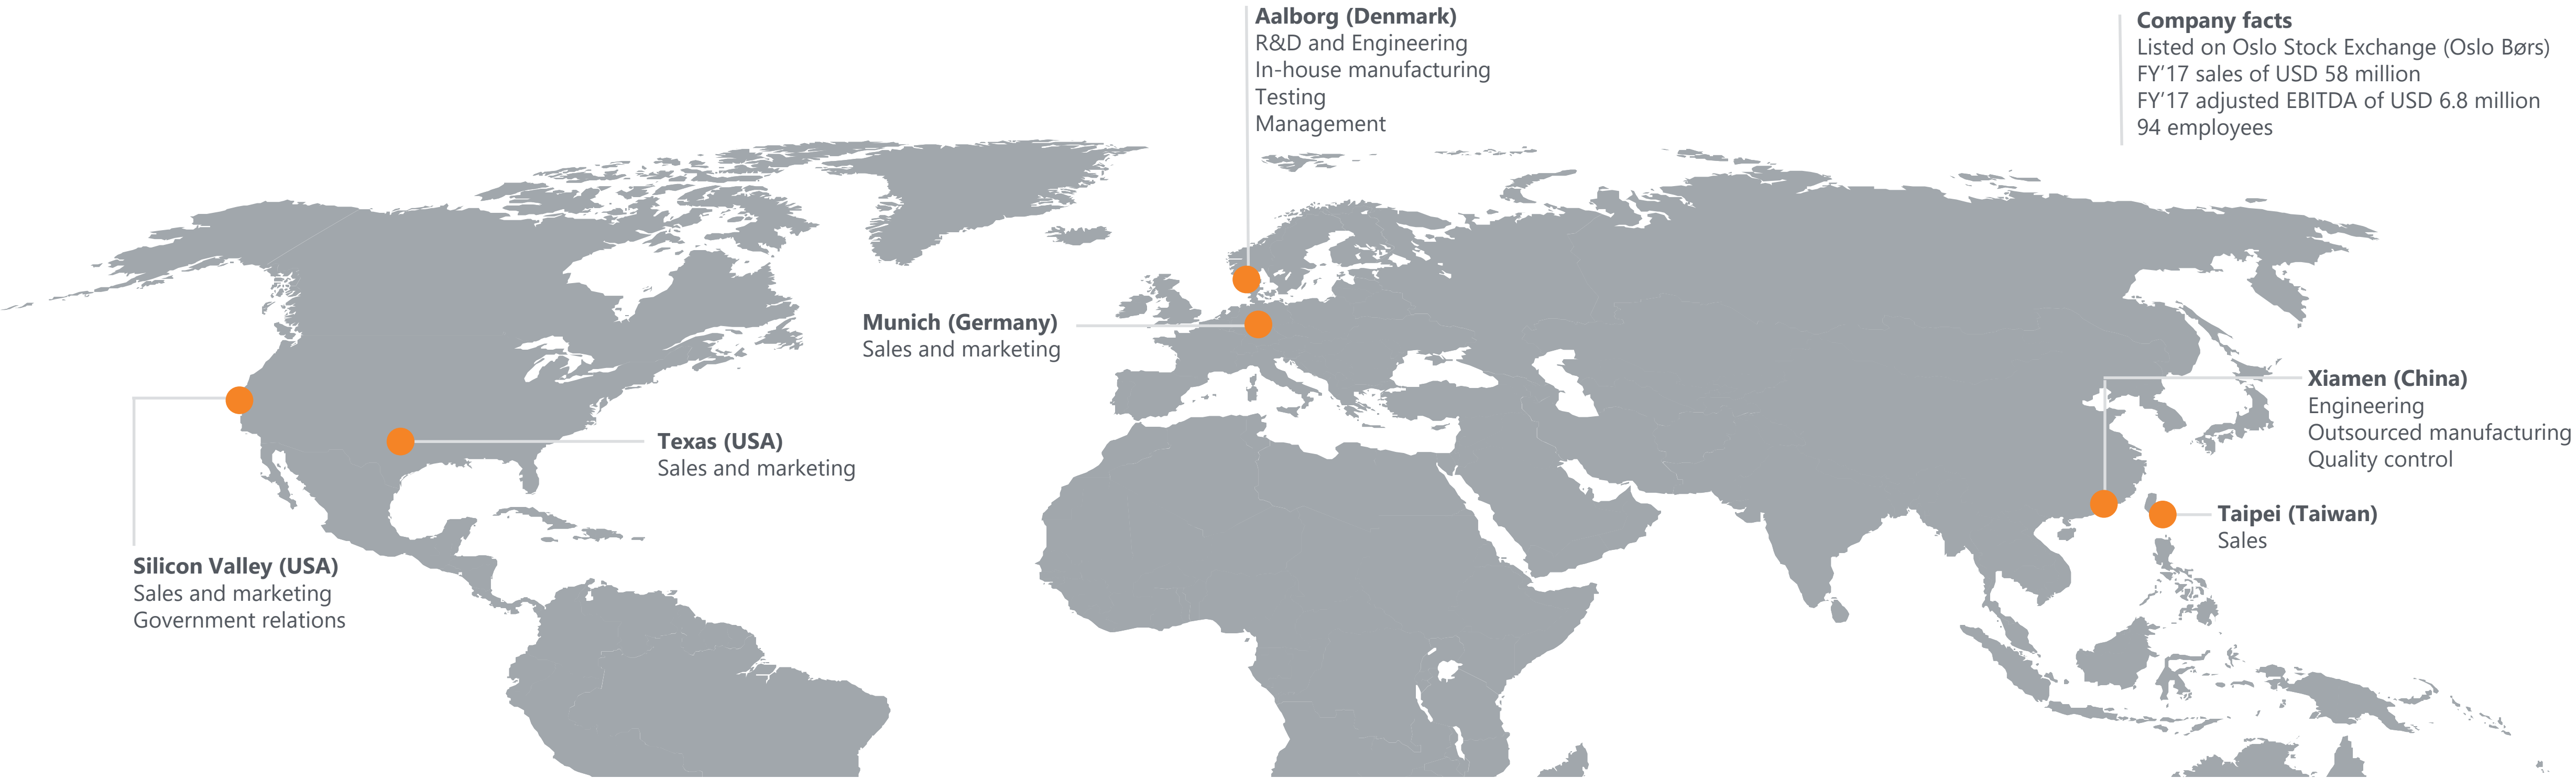 Aalborg (Denmark)
R&D and Engineering
In-house manufacturing
Testing
Management
Company facts
Listed on Oslo Stock Exchange (Oslo Børs)
FY’17 sales of USD 58 million
FY’17 adjusted EBITDA of USD 6.8 million
94 employees
Munich (Germany)
Sales and marketing
Xiamen (China)
Engineering
Outsourced manufacturing
Quality control
Texas (USA)
Sales and marketing
Taipei (Taiwan)
Sales
Silicon Valley (USA)
Sales and marketing
Government relations